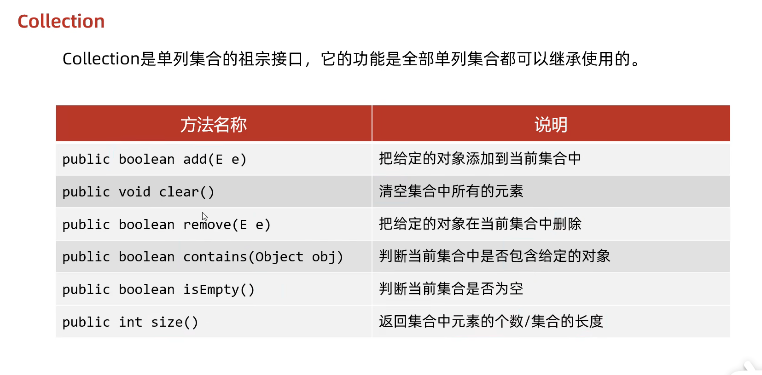 Collection
Collection是单列集合的祖宗接口，它的功能是全部单列集合都可以继承使用的。
方法名称 说明
public boolean add(E e) 把给定的对象添加到当前集合中
public void clear() 清空集合中所有的元素
public boolean remove(E e) 把给定的对象在当前集合中删除
public boolean contains(Object obj) 判断当前集合中是否包含给定的对象
public boolean isEmpty() 判断当前集合是否为空
public int size() 返回集合中元素的个数/集合的长度